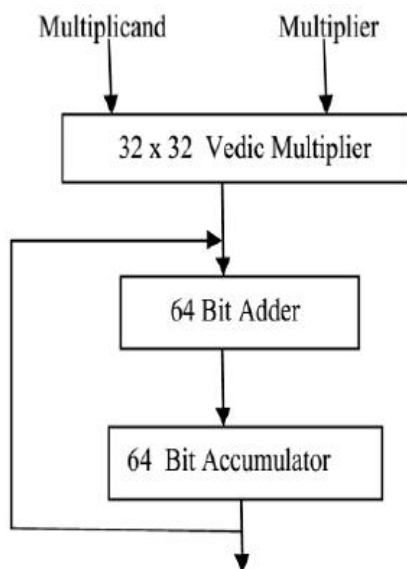 Multiplicand
Multiplier
32 x 32 Vedic Multiplier
64 Bit Adder
64 Bit Accumulator